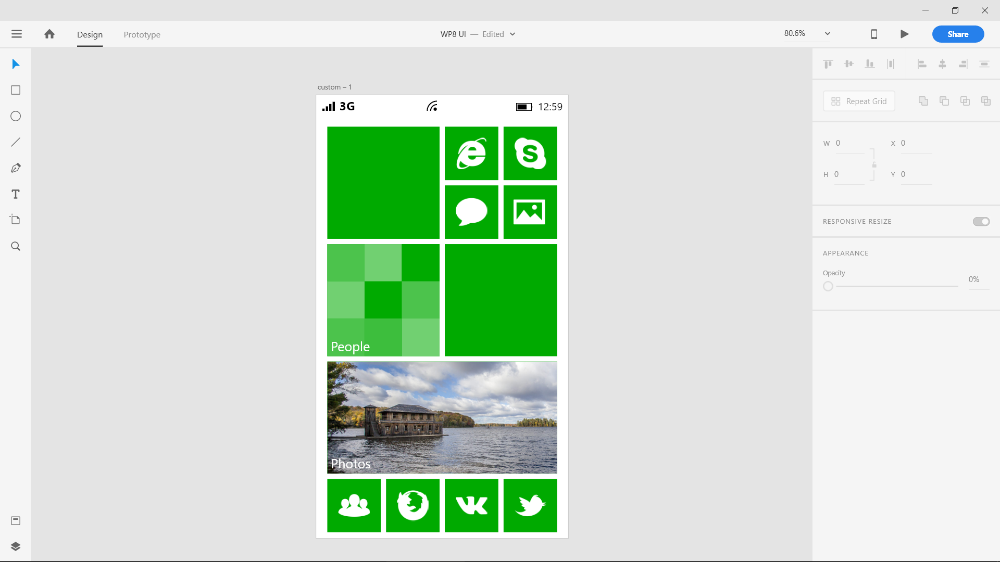 Design
Prototype
WP8 UI — Edited
80.6%
Share
custom – 1
3G
12:59
People
Photos
Repeat Grid
W 0
X 0
H 0
Y 0
RESPONSIVE RESIZE
APPEARANCE
Opacity
0%